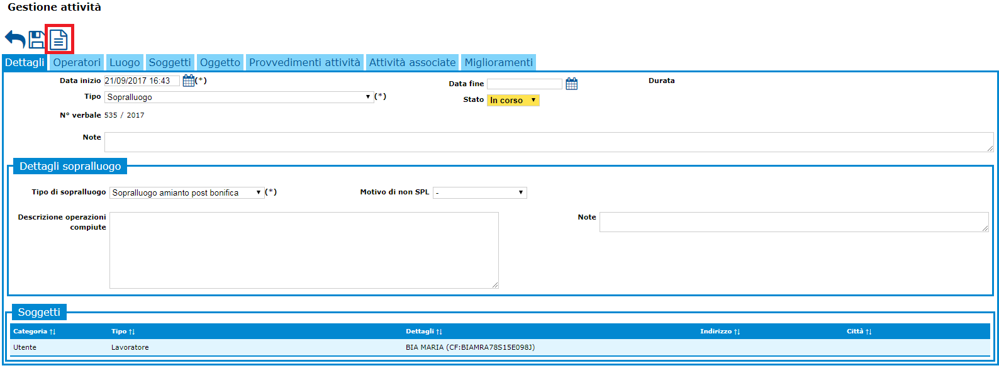 Gestione attività
Dettagli Operatori Luogo Soggetti Oggetto Provvedimenti attività Attività associate Miglioramenti
Data inizio 21/09/2017 16:43 (*) Data fine Durata
Tipo Sopralluogo (*) Stato In corso
N° verbale 535 / 2017
Note
Dettagli sopralluogo
Tipo di sopralluogo Sopralluogo amianto post bonifica (*) Motivo di non SPL -
Descrizione operazioni compiute Note
Soggetti
Categoria ↑↓ Tipo ↑↓ Dettagli ↑↓ Indirizzo ↑↓ Città ↑↓
Utente Lavoratore BIA MARIA (CF:BIAMRA78S15E098J)